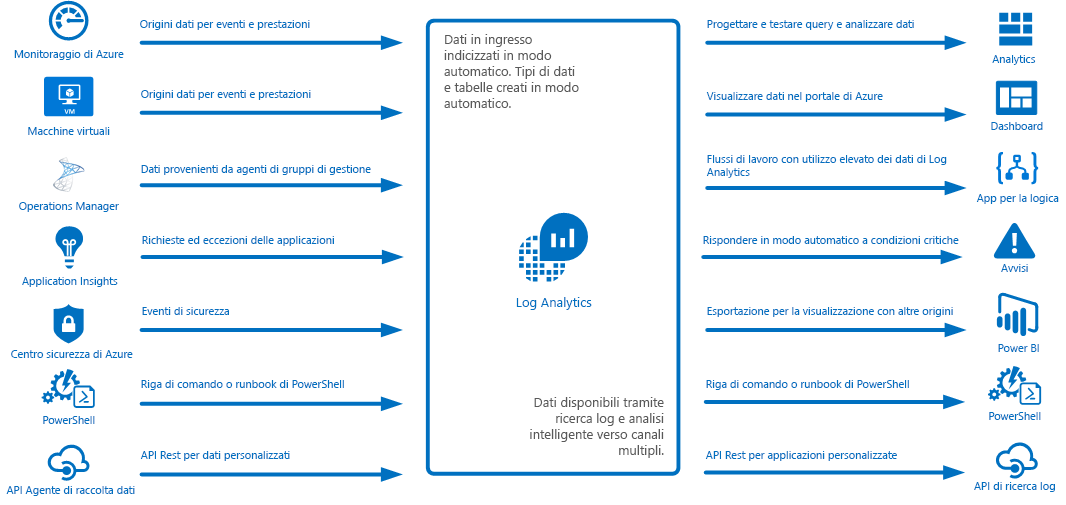 Monitoraggio di Azure
Origini dati per eventi e prestazioni
VM
Macchine virtuali
Origini dati per eventi e prestazioni
Operations Manager
Dati provenienti da agenti di gruppi di gestione
Application Insights
Richieste ed eccezioni delle applicazioni
Centro sicurezza di Azure
Eventi di sicurezza
PowerShell
Riga di comando o runbook di PowerShell
API Agente di raccolta dati
API Rest per dati personalizzati
Dati in ingresso
indicizzati in modo
automatico. Tipi di dati
e tabelle creati in modo
automatico.
Log Analytics
Dati disponibili tramite
ricerca log e analisi
intelligente verso canali
multipli.
Progettare e testare query e analizzare dati
Analytics
Visualizzare dati nel portale di Azure
Dashboard
Flussi di lavoro con utilizzo elevato dei dati di Log
Analytics
App per la logica
Rispondere in modo automatico a condizioni critiche
Avvisi
Esportazione per la visualizzazione con altre origini
Power BI
Riga di comando o runbook di PowerShell
PowerShell
API Rest per applicazioni personalizzate
API di ricerca log